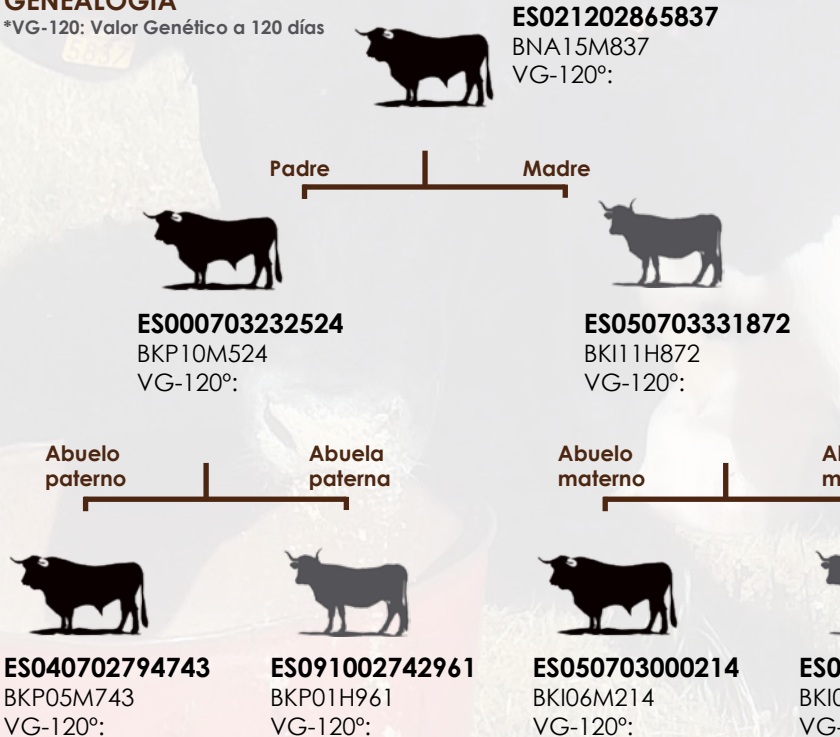 GENEALOGÍA
*VG-120: Valor Genético a 120 días
ES021202865837
BNA15M837
VG-120º:
Padre
Madre
ES000703232524
BKP10M524
VG-120º:
ES050703331872
BKI11H872
VG-120º:
Abuelo
paterno
Abuela
paterna
Abuelo
materno
ES040702794743
BKP05M743
VG-120º:
ES091002742961
BKP01H961
VG-120º:
ES050703000214
BKI06M214
VG-120º: